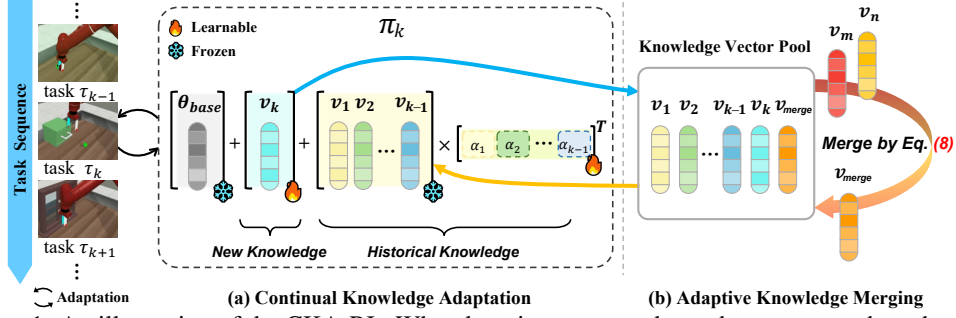 Task Sequence
task τ_{k−1}
task τ_k
task τ_{k+1}
Adaptation
Learnable
Frozen
Π_k
θ_base
+
v_k
+
v_1 v_2 v_{k−1}
...
× [α_1 α_2 ... α_{k−1}]^T
New Knowledge
Historical Knowledge
(a) Continual Knowledge Adaptation
Knowledge Vector Pool
v_1 v_2 v_{k−1} v_k v_merge
...
v_m
v_n
Merge by Eq. (8)
v_merge
(b) Adaptive Knowledge Merging